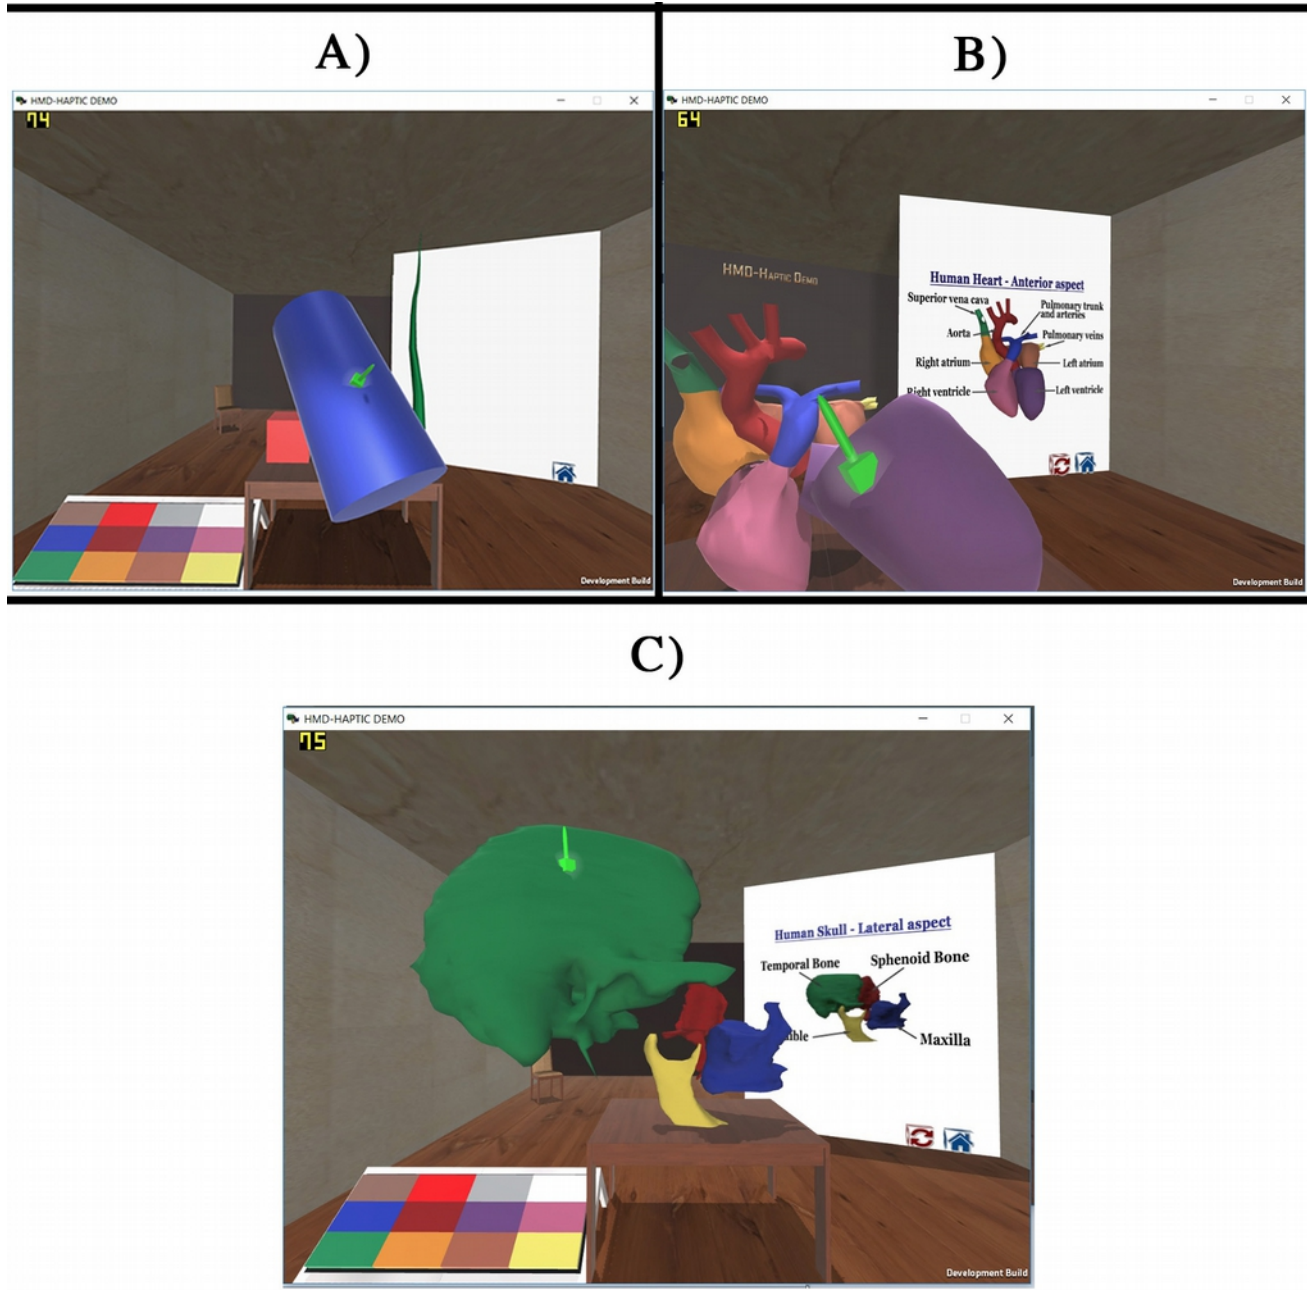 A)
B)
HMD-HAPTIC DEMO
74
Development Build
HMD-HAPTIC DEMO
64
HMD-HAPTIC DEMO
Human Heart - Anterior aspect
Superior vena cava
Pulmonary trunk
and arteries
Aorta
Pulmonary veins
Right atrium
Left atrium
Right ventricle
Left ventricle
Development Build
C)
HMD-HAPTIC DEMO
75
Human Skull - Lateral aspect
Temporal Bone
Sphenoid Bone
ible
Maxilla
Development Build